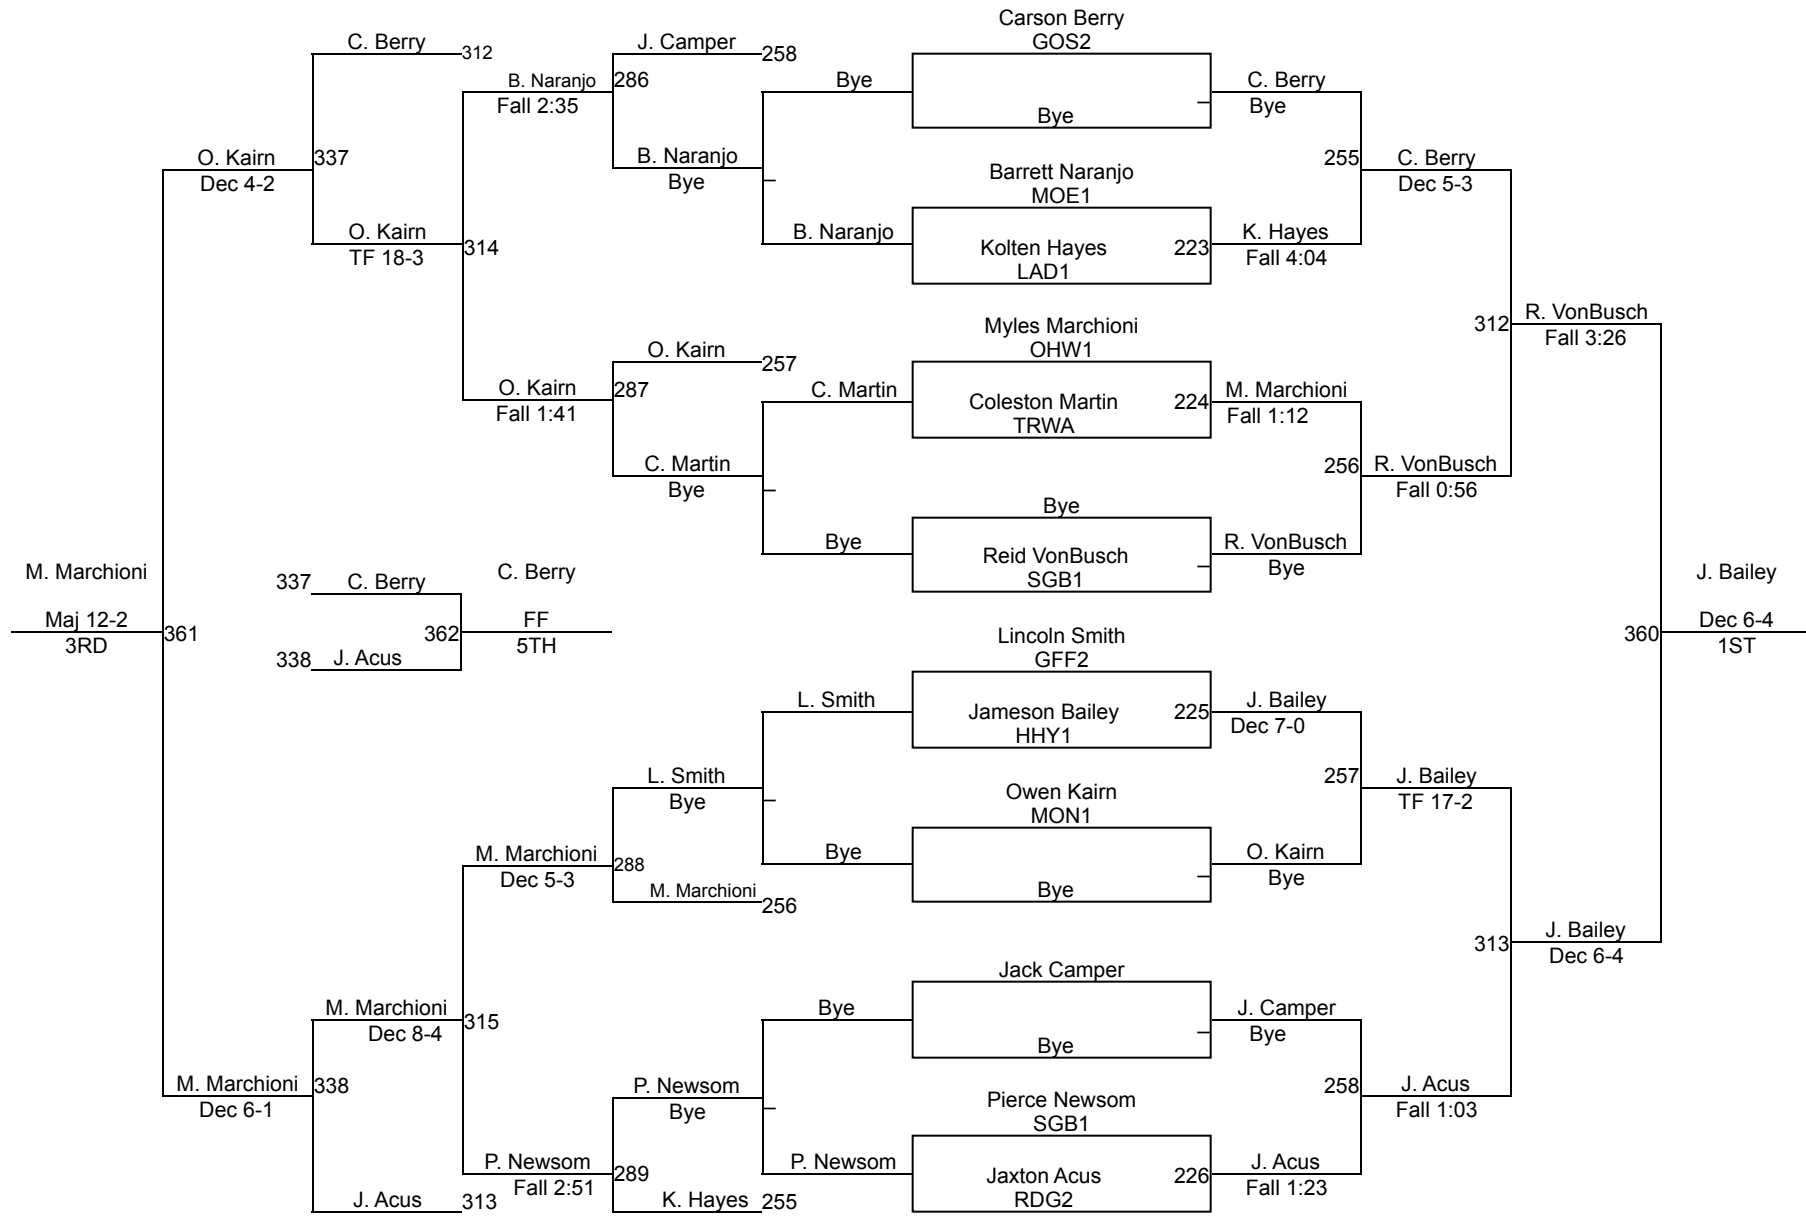 Carson Berry
GOS2
C. Berry
312
J. Camper
258
B. Naranjo
286
Fall 2:35
Bye
Bye
C. Berry
Bye
B. Naranjo
Bye
O. Kairn
337
Dec 4-2
255
C. Berry
Dec 5-3
Barrett Naranjo
MOE1
O. Kairn
314
TF 18-3
B. Naranjo
Kolten Hayes
223
LAD1
K. Hayes
Fall 4:04
312
R. VonBusch
Fall 3:26
Myles Marchioni
OHW1
O. Kairn
257
O. Kairn
287
Fall 1:41
C. Martin
Coleston Martin
224
TRWA
M. Marchioni
Fall 1:12
C. Martin
Bye
256
R. VonBusch
Fall 0:56
Bye
Bye
Reid VonBusch
SGB1
R. VonBusch
Bye
M. Marchioni
337
C. Berry
C. Berry
J. Bailey
Maj 12-2
361
3RD
362
FF
5TH
360
Dec 6-4
1ST
338
J. Acus
Lincoln Smith
GFF2
L. Smith
Jameson Bailey
225
HHY1
J. Bailey
Dec 7-0
L. Smith
Bye
257
J. Bailey
TF 17-2
Owen Kairn
MON1
M. Marchioni
288
Dec 5-3
Bye
Bye
O. Kairn
Bye
M. Marchioni
256
313
J. Bailey
Dec 6-4
Jack Camper
M. Marchioni
315
Dec 8-4
Bye
Bye
J. Camper
Bye
M. Marchioni
338
Dec 6-1
P. Newsom
Bye
258
J. Acus
Fall 1:03
Pierce Newsom
SGB1
P. Newsom
289
Fall 2:51
P. Newsom
Jaxton Acus
226
RDG2
J. Acus
Fall 1:23
J. Acus
313
K. Hayes
255